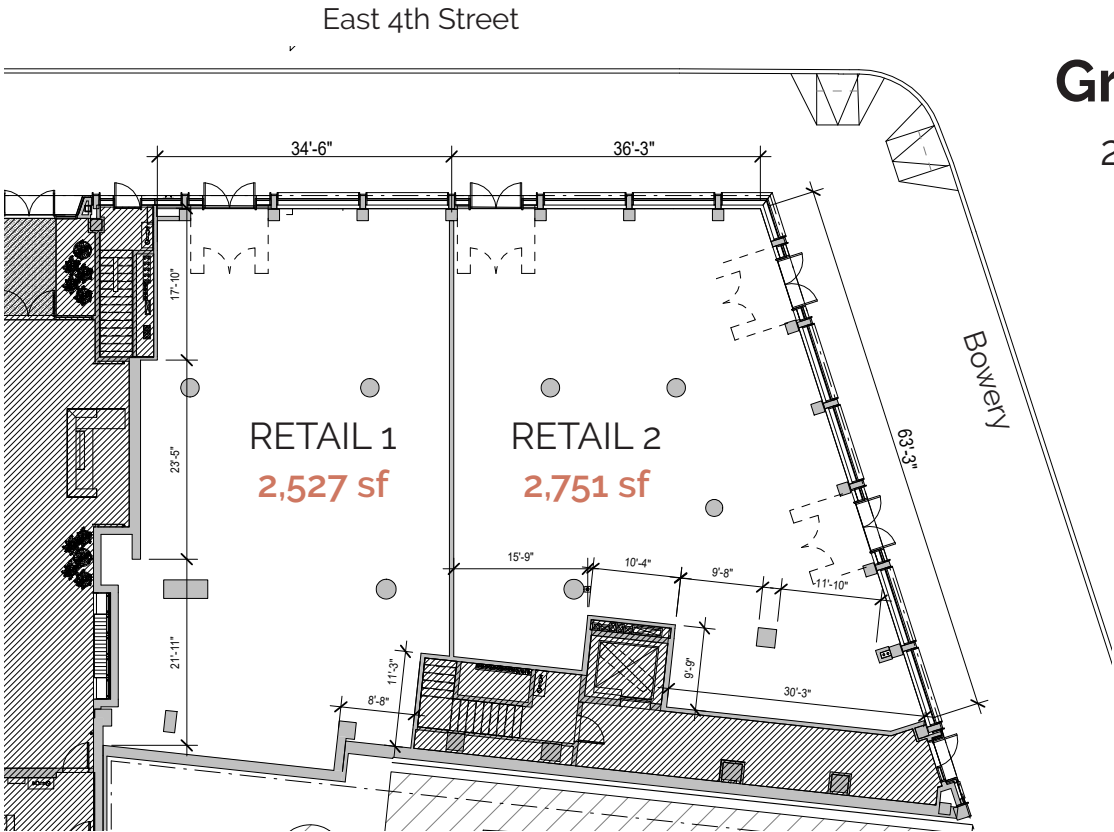 East 4th Street
Gr
2
34'-6"
36'-3"
17'-10"
Bowery
RETAIL 1
2,527 sf
RETAIL 2
2,751 sf
23'-5"
63'-3"
15'-9"
10'-4"
9'-8"
11'-10"
21'-11"
11'-3"
9'-9"
8'-8"
30'-3"